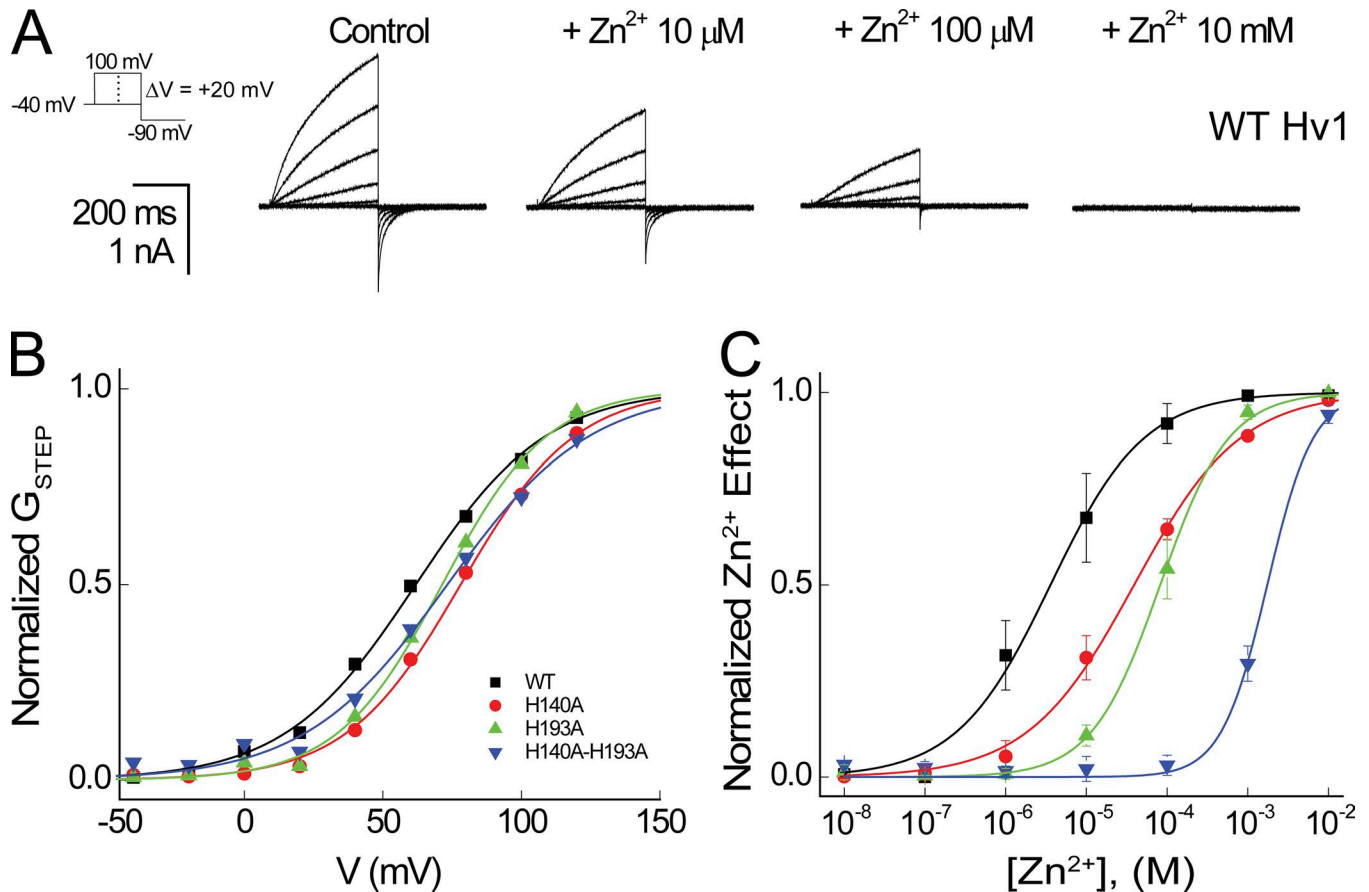 A
Control
+ Zn²⁺ 10 μM
+ Zn²⁺ 100 μM
+ Zn²⁺ 10 mM
100 mV
ΔV = +20 mV
-40 mV
-90 mV
WT Hv1
200 ms
1 nA
B
Normalized G_STEP
1.0
0.5
0.0
-50
0
50
100
150
V (mV)
WT
H140A
H193A
H140A-H193A
C
Normalized Zn²⁺ Effect
1.0
0.5
0.0
10⁻⁸
10⁻⁷
10⁻⁶
10⁻⁵
10⁻⁴
10⁻³
10⁻²
[Zn²⁺], (M)